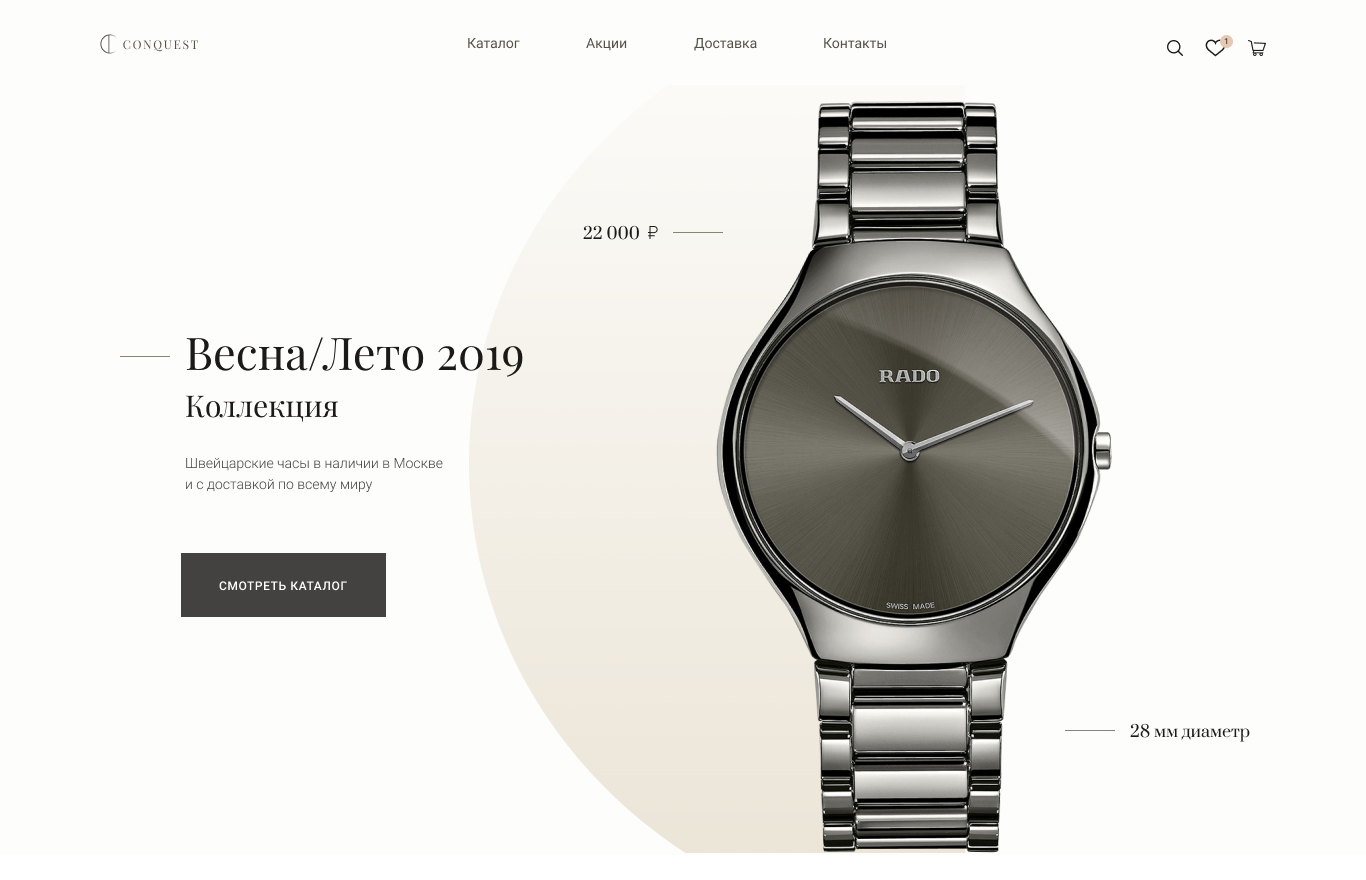 CONQUEST
Каталог
Акции
Доставка
Контакты
1
22 000 ₽
Весна/Лето 2019
Коллекция
Швейцарские часы в наличии в Москве
и с доставкой по всему миру
СМОТРЕТЬ КАТАЛОГ
RADO
SWISS MADE
28 мм диаметр